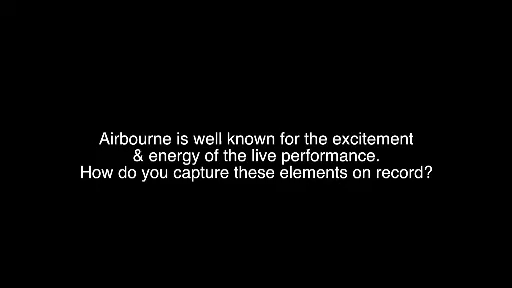 Airbourne is well known for the excitement
& energy of the live performance.
How do you capture these elements on record?